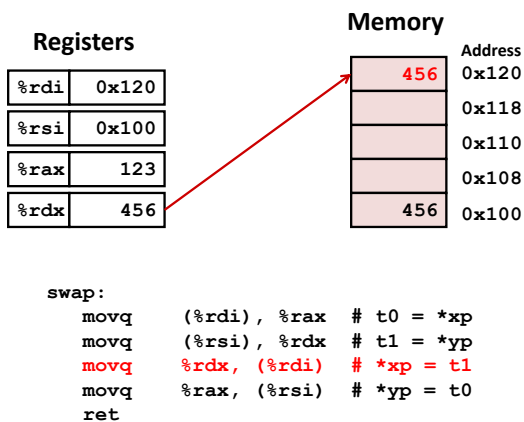 Registers
Memory
Address
%rdi 0x120
%rsi 0x100
%rax 123
%rdx 456
456 0x120
0x118
0x110
0x108
456 0x100
swap:
movq (%rdi), %rax # t0 = *xp
movq (%rsi), %rdx # t1 = *yp
movq %rdx, (%rdi) # *xp = t1
movq %rax, (%rsi) # *yp = t0
ret